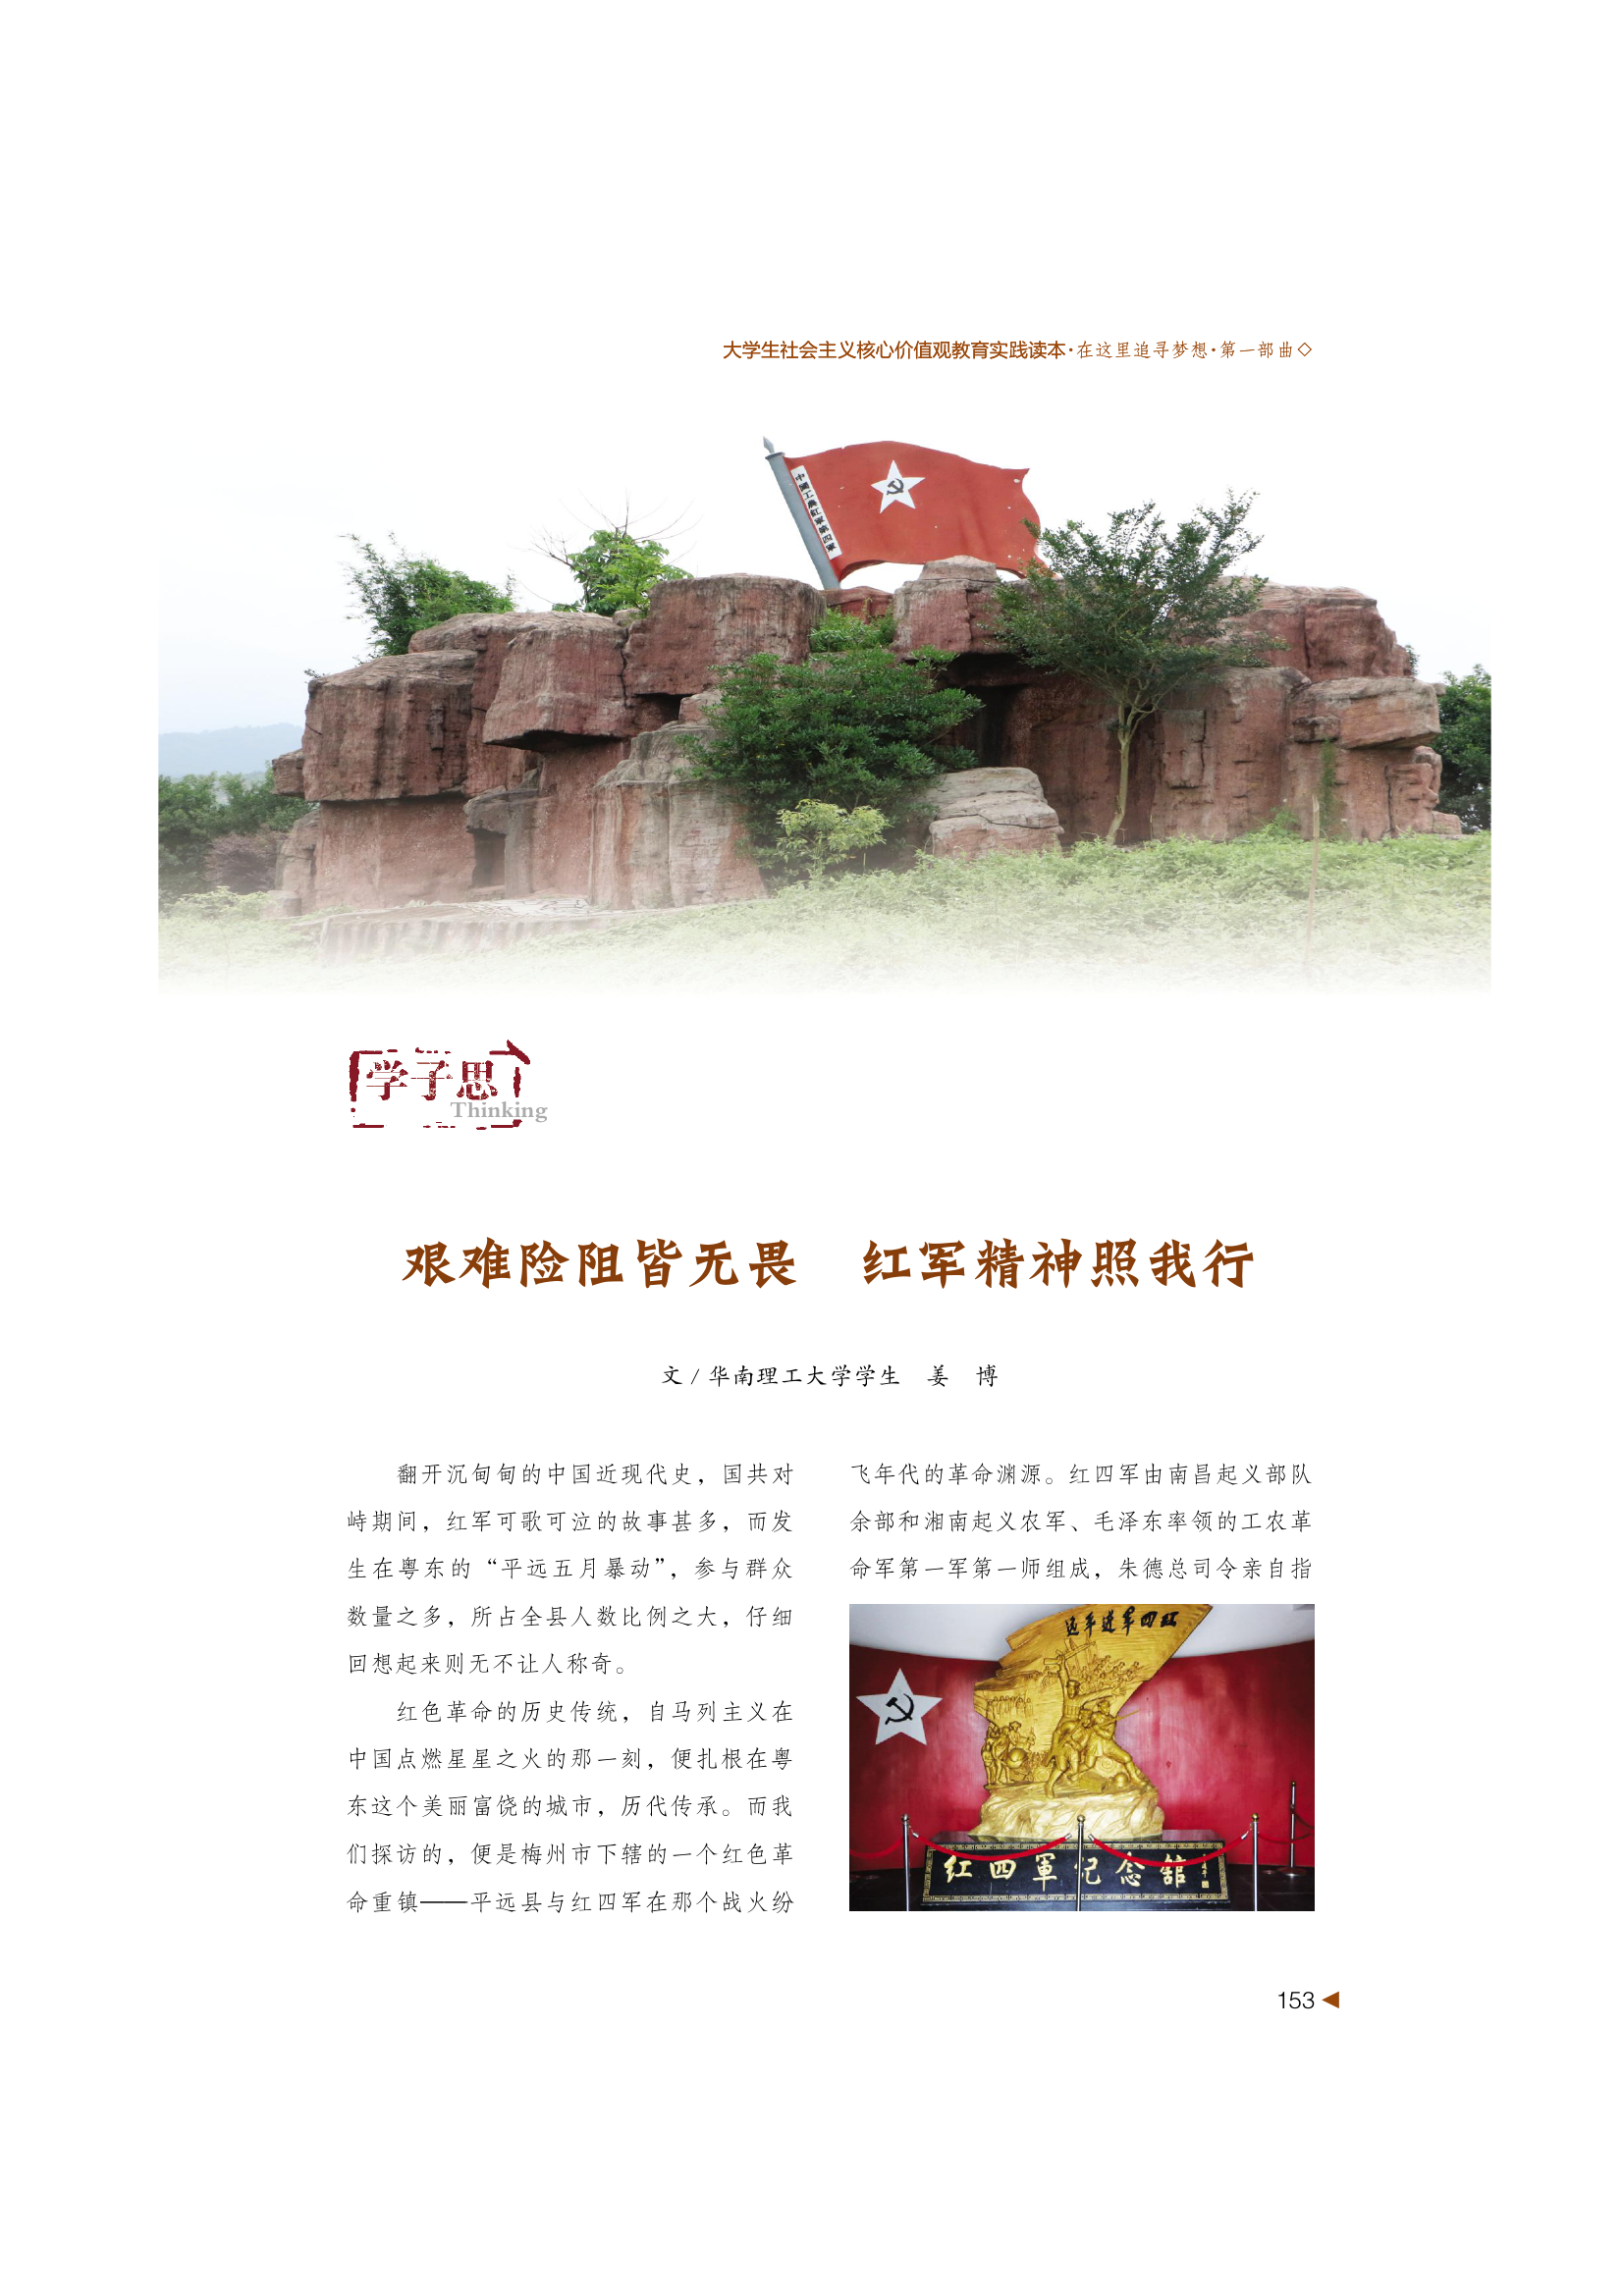 大学生社会主义核心价值观教育实践读本·在这里追寻梦想·第一部曲◇
中國工農紅軍第四軍
学子思
Thinking
艰难险阻皆无畏　红军精神照我行
文/华南理工大学学生　姜　博
翻开沉甸甸的中国近现代史，国共对
峙期间，红军可歌可泣的故事甚多，而发
生在粤东的“平远五月暴动”，参与群众
数量之多，所占全县人数比例之大，仔细
回想起来则无不让人称奇。
红色革命的历史传统，自马列主义在
中国点燃星星之火的那一刻，便扎根在粤
东这个美丽富饶的城市，历代传承。而我
们探访的，便是梅州市下辖的一个红色革
命重镇——平远县与红四军在那个战火纷
飞年代的革命渊源。红四军由南昌起义部队
余部和湘南起义农军、毛泽东率领的工农革
命军第一军第一师组成，朱德总司令亲自指
远平进军四红
红四軍纪念舘
153